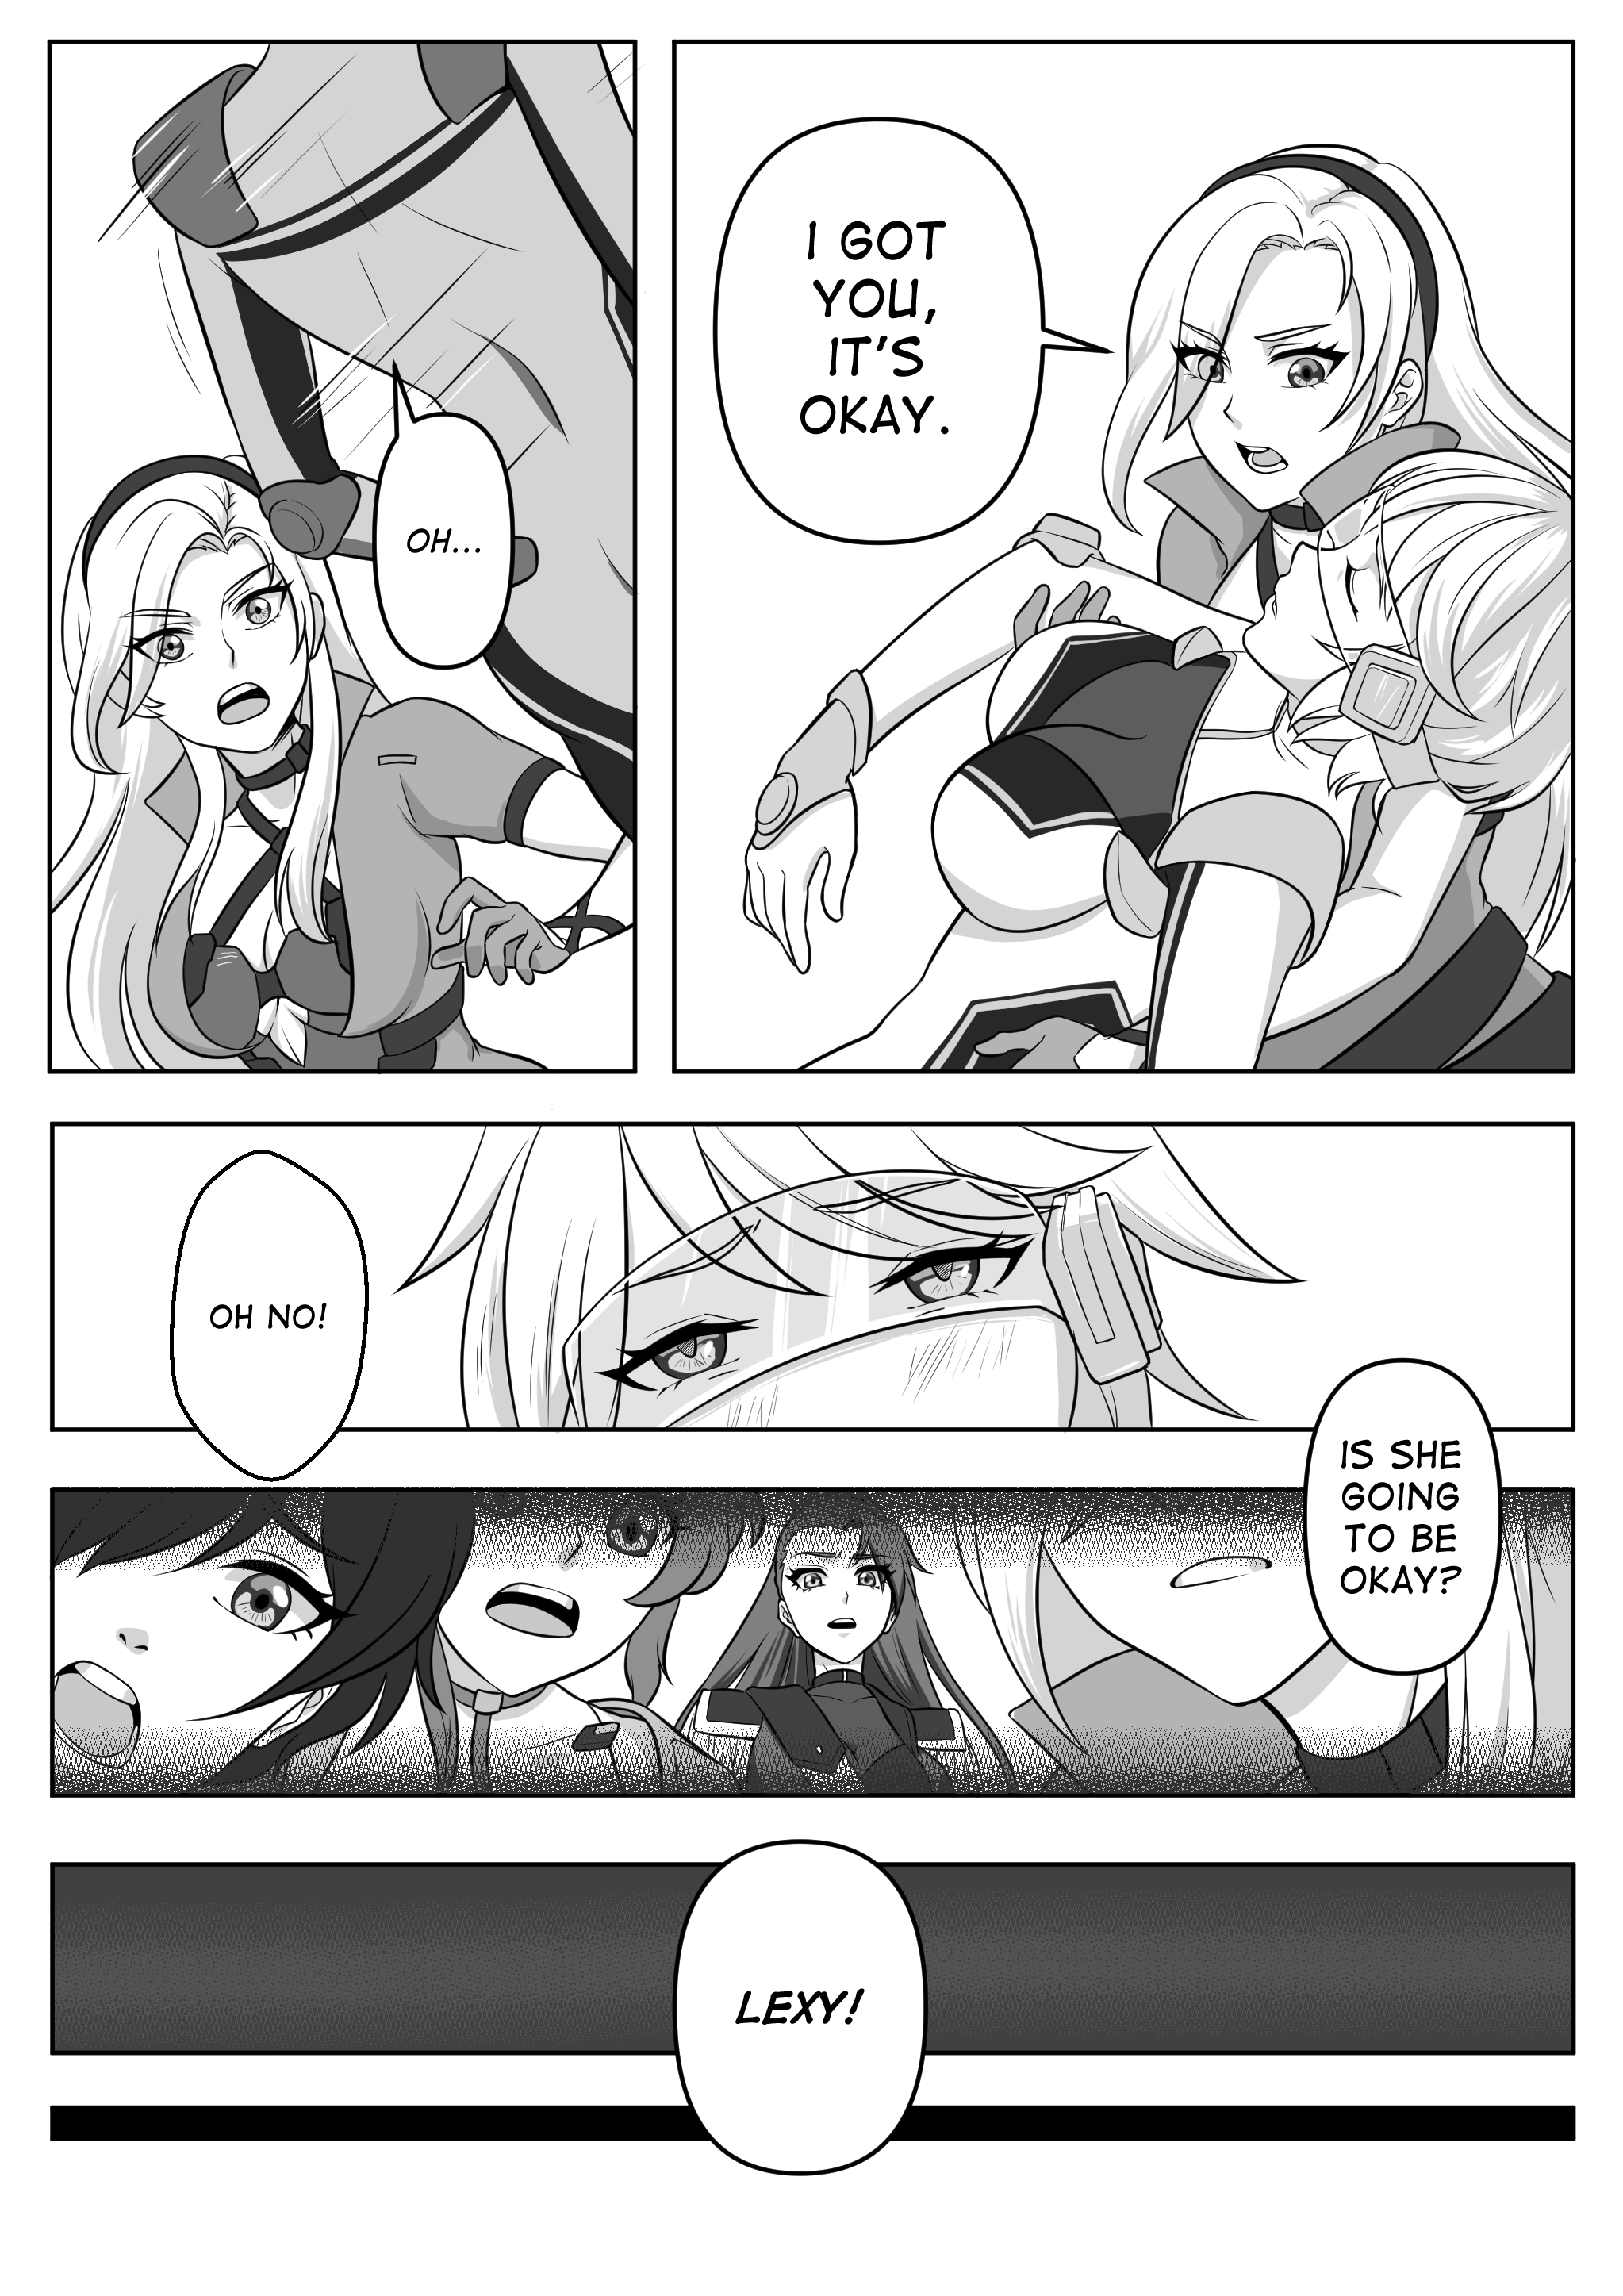 OH...
I GOT
YOU,
IT'S
OKAY.
OH NO!
IS SHE
GOING
TO BE
OKAY?
LEXY!